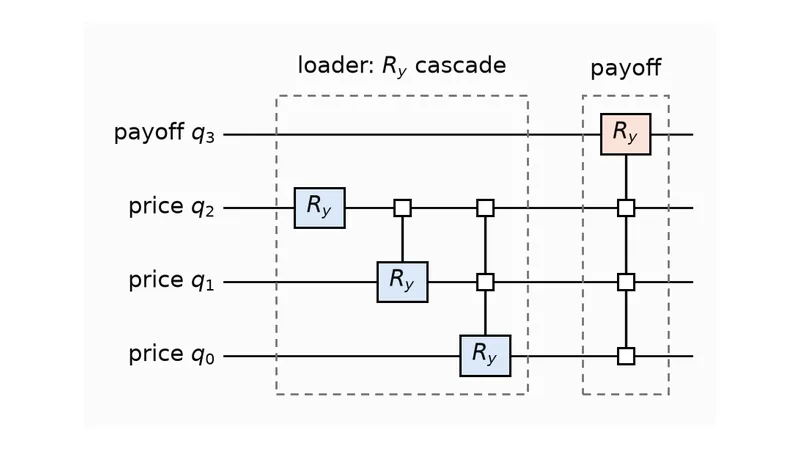 loader: Ry cascade
payoff
payoff q3
Ry
price q2
Ry
price q1
Ry
price q0
Ry